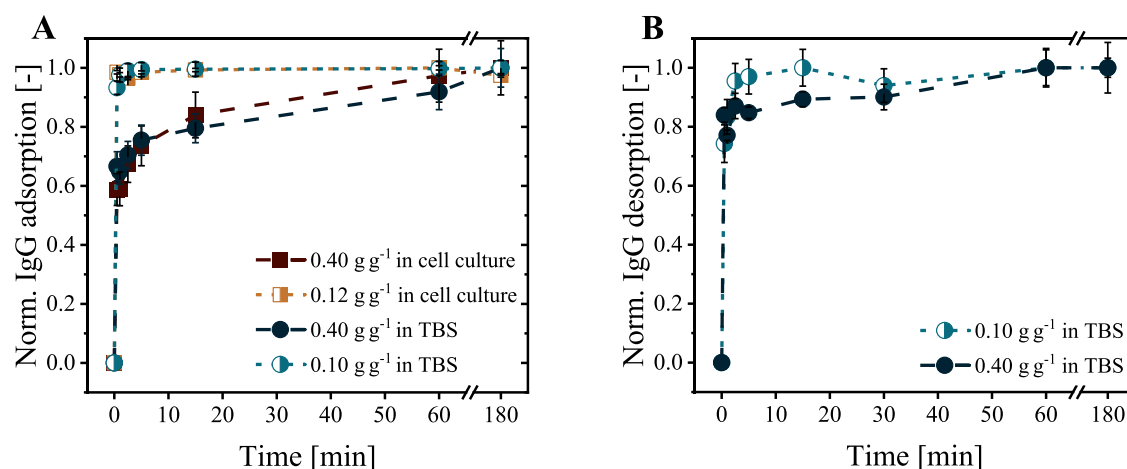 A
Norm. IgG adsorption [-]
1.0
0.8
0.6
0.4
0.2
0.0
0.40 g g⁻¹ in cell culture
0.12 g g⁻¹ in cell culture
0.40 g g⁻¹ in TBS
0.10 g g⁻¹ in TBS
0 10 20 30 40 50 60 180
Time [min]
B
Norm. IgG desorption [-]
1.0
0.8
0.6
0.4
0.2
0.0
0.10 g g⁻¹ in TBS
0.40 g g⁻¹ in TBS
0 10 20 30 40 50 60 180
Time [min]